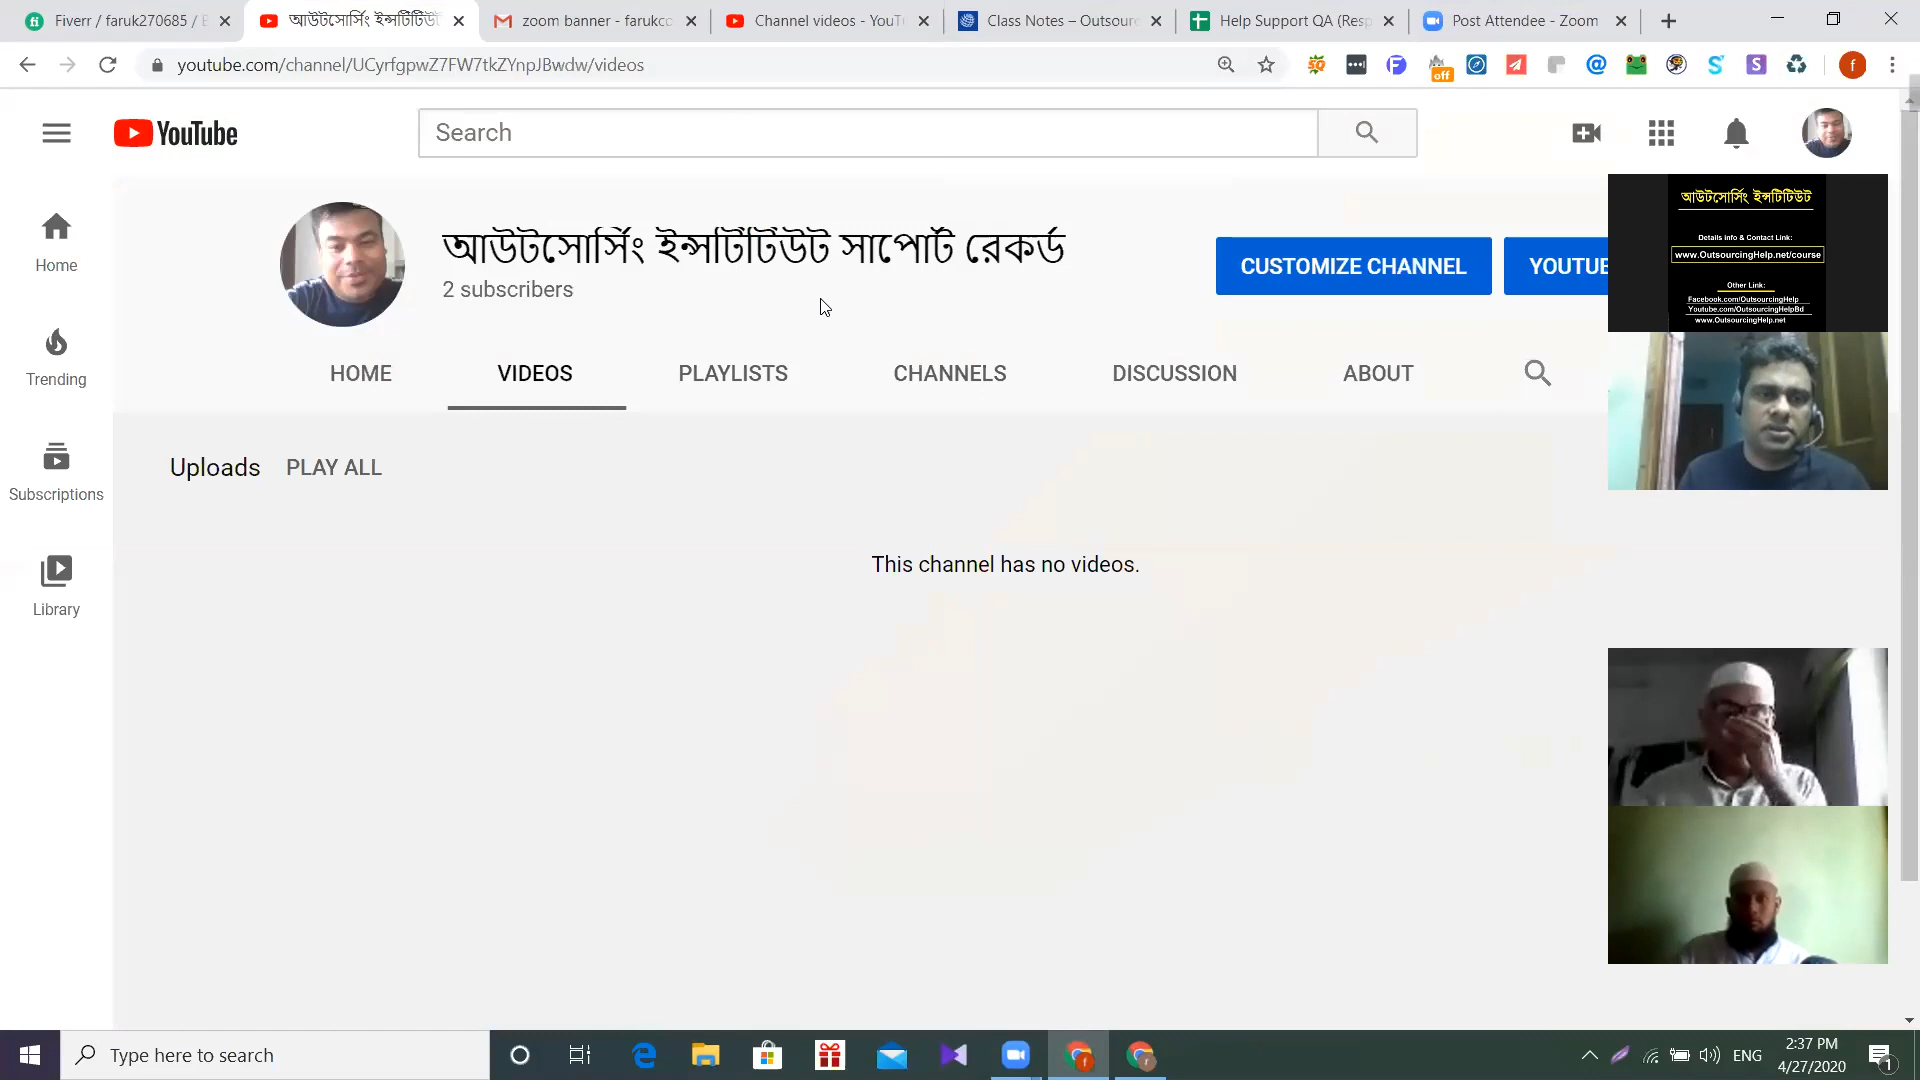 Fiverr / faruk270685 /
আউটসোর্সিং ইন্সটিটিউট
zoom banner - farukco
Channel videos - YouT
Class Notes – Outsour
Help Support QA (Resp
Post Attendee - Zoom
youtube.com/channel/UCyrfgpwZ7FW7tkZYnpJBwdw/videos
off
f
YouTube
Search
আউটসোর্সিং ইন্সটিটিউট
Details info & Contact Link:
www.OutsourcingHelp.net/course
Other Link:
Facebook.com/OutsourcingHelp
Youtube.com/OutsourcingHelpBd
www.OutsourcingHelp.net
Home
Trending
Subscriptions
Library
আউটসোর্সিং ইন্সটিটিউট সাপোর্ট রেকর্ড
2 subscribers
CUSTOMIZE CHANNEL
YOUTUB
HOME
VIDEOS
PLAYLISTS
CHANNELS
DISCUSSION
ABOUT
Uploads
PLAY ALL
This channel has no videos.
Type here to search
ENG
2:37 PM
4/27/2020
1